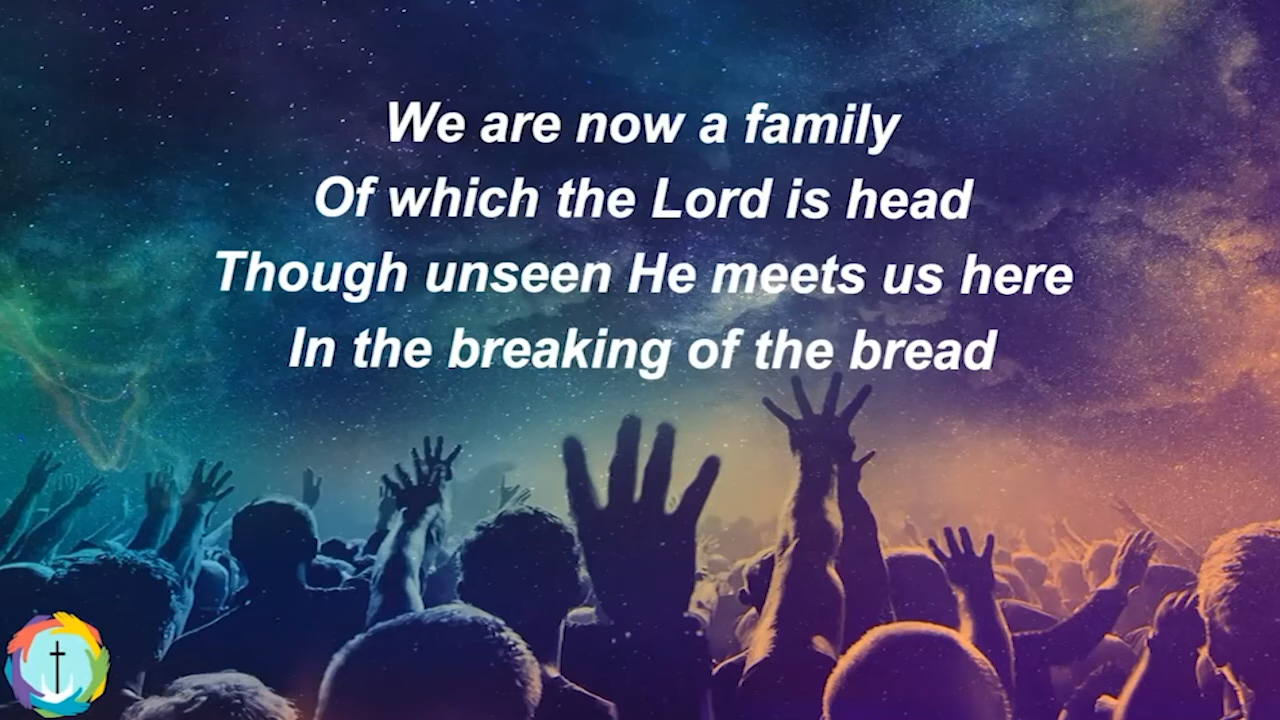 We are now a family
Of which the Lord is head
Though unseen He meets us here
In the breaking of the bread